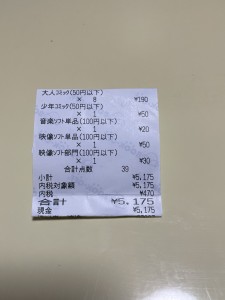 大人コミック(50円以下)
× 8 ¥190
少年コミック(50円以下)
× 1 ¥50
音楽ソフト単品(100円以下)
× 1 ¥20
映像ソフト単品(100円以下)
× 1 ¥50
映像ソフト部門(100円以下)
× 1 ¥30
合計点数 39
小計 ¥5,175
内税対象額 ¥5,175
内税 ¥470
合計 ¥5,175
現金 ¥5,175